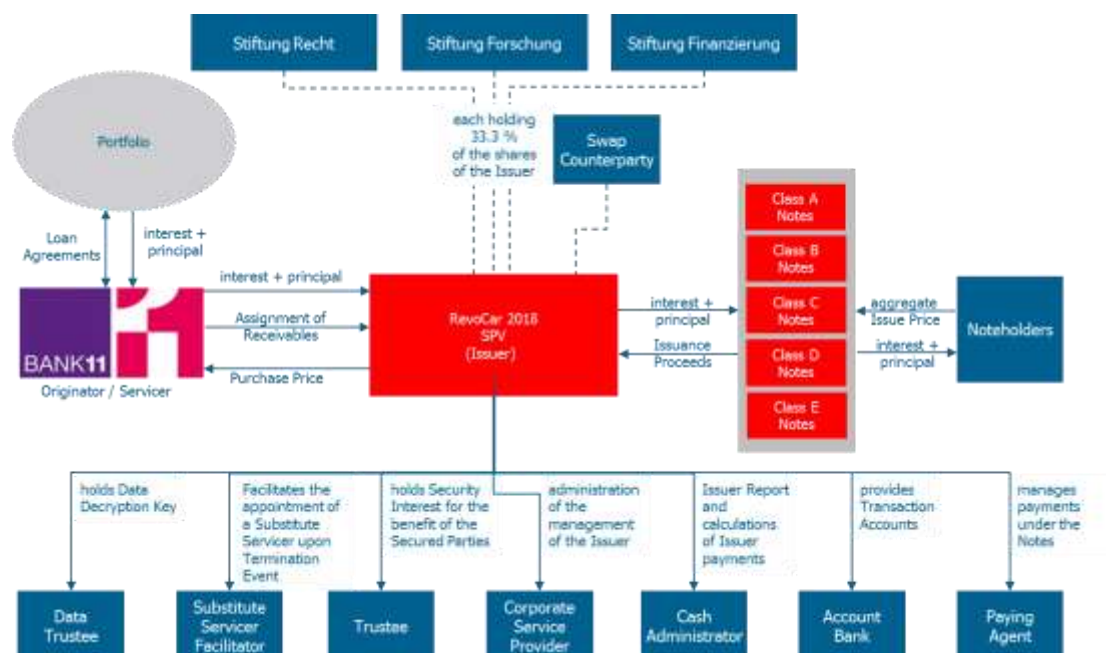 Stiftung Recht
Stiftung Forschung
Stiftung Finanzierung
each holding
33.3 %
of the shares
of the Issuer
Swap
Counterparty
Portfolio
Loan
Agreements
interest +
principal
interest + principal
Assignment of
Receivables
Purchase Price
BANK11
Originator / Servicer
RevoCar 2018
SPV
(Issuer)
interest +
principal
Issuance
Proceeds
Class A
Notes
Class B
Notes
Class C
Notes
Class D
Notes
Class E
Notes
aggregate
Issue Price
interest +
principal
Noteholders
holds Data
Decryption Key
Facilitates the
appointment of
a Substitute
Servicer upon
Termination
Event
holds Security
Interest for the
benefit of the
Secured Parties
administration
of the
management
of the Issuer
Issuer Report
and
calculations
of Issuer
payments
provides
Transaction
Accounts
manages
payments
under the
Notes
Data
Trustee
Substitute
Servicer
Facilitator
Trustee
Corporate
Service
Provider
Cash
Administrator
Account
Bank
Paying
Agent